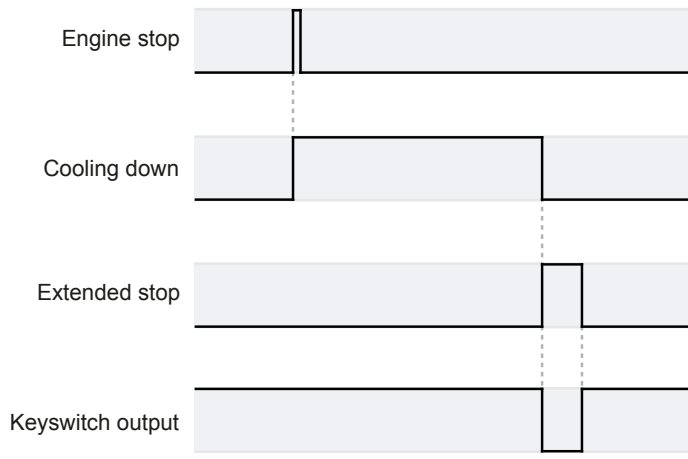 Engine stop
Cooling down
Extended stop
Keyswitch output